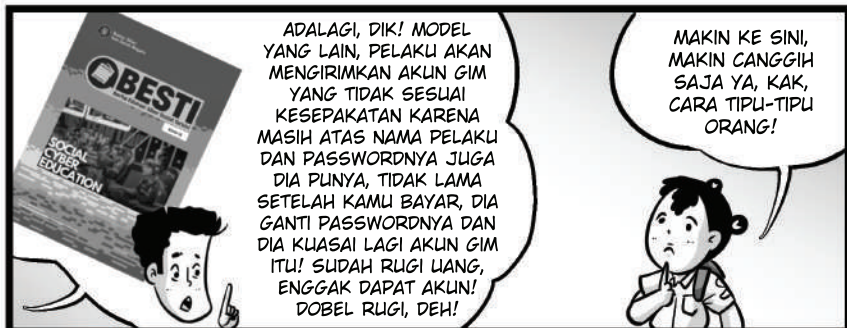 BESTI
SOCIAL
CYBER
EDUCATION
ADALAGI, DIK! MODEL
YANG LAIN, PELAKU AKAN
MENGIRIMKAN AKUN GIM
YANG TIDAK SESUAI
KESEPAKATAN KARENA
MASIH ATAS NAMA PELAKU
DAN PASSWORDNYA JUGA
DIA PUNYA, TIDAK LAMA
SETELAH KAMU BAYAR, DIA
GANTI PASSWORDNYA DAN
DIA KUASAI LAGI AKUN GIM
ITU! SUDAH RUGI UANG,
ENGGAK DAPAT AKUN!
DOBEL RUGI, DEH!
MAKIN KE SINI,
MAKIN CANGGIH
SAJA YA, KAK,
CARA TIPU-TIPU
ORANG!